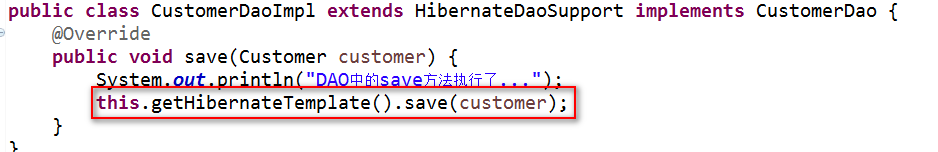 public class CustomerDaoImpl extends HibernateDaoSupport implements CustomerDao {
@Override
public void save(Customer customer) {
System.out.println("DAO中的save方法执行了...");
this.getHibernateTemplate().save(customer);
}
}